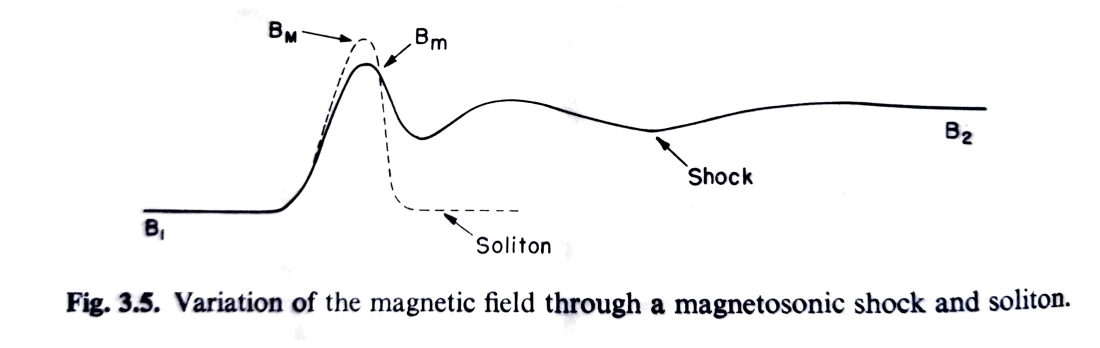 B_M
B_m
B_2
Shock
B_1
Soliton
Fig. 3.5. Variation of the magnetic field through a magnetosonic shock and soliton.